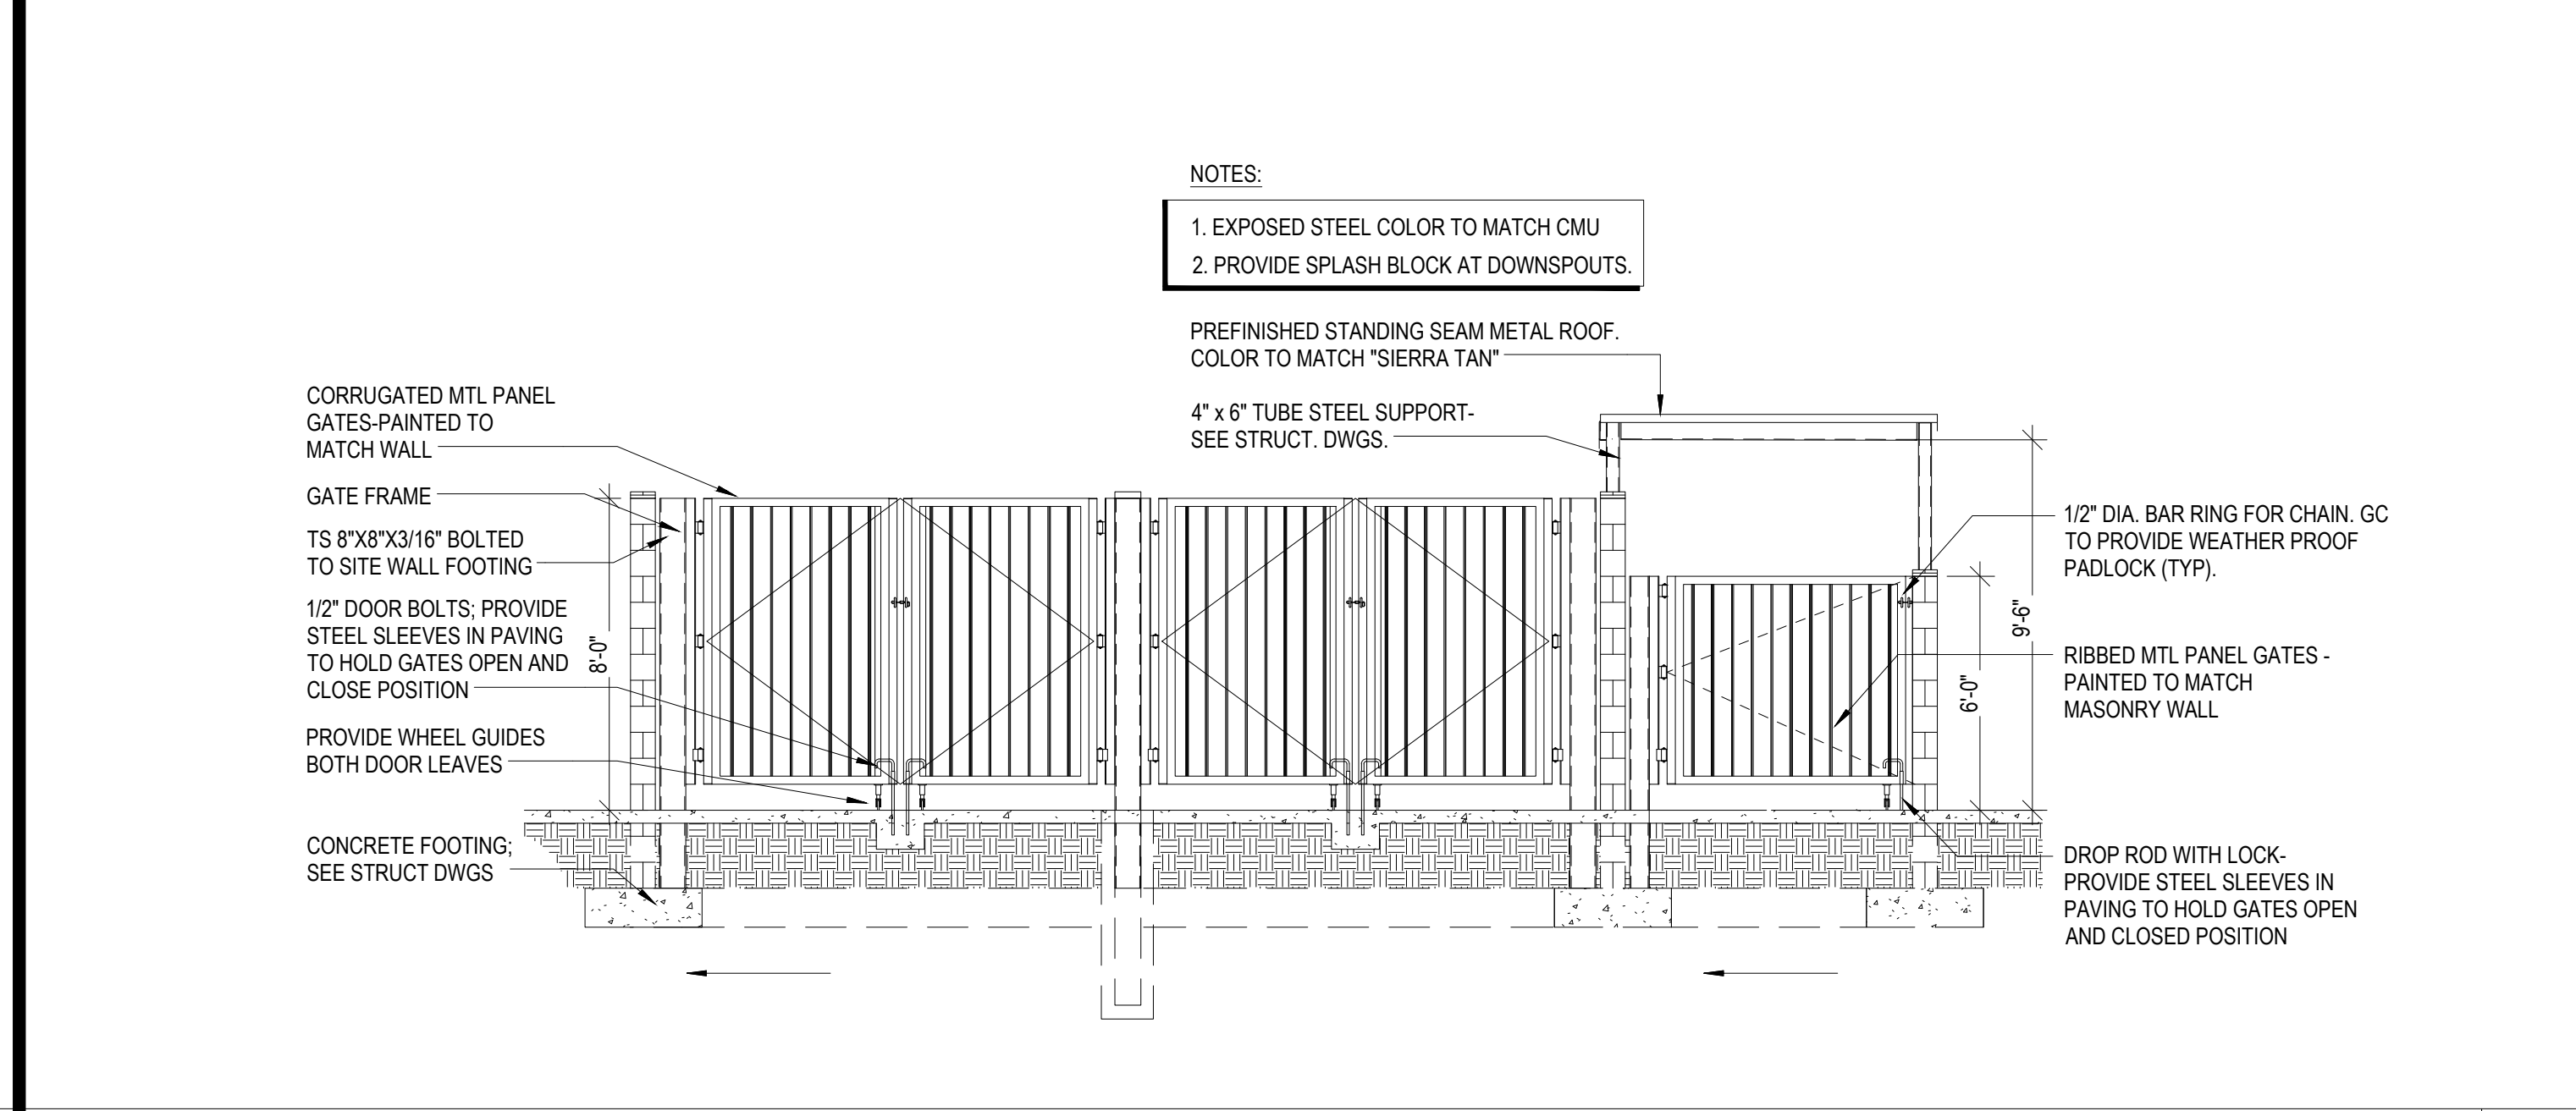 NOTES:
1. EXPOSED STEEL COLOR TO MATCH CMU
2. PROVIDE SPLASH BLOCK AT DOWNSPOUTS.
PREFINISHED STANDING SEAM METAL ROOF.
COLOR TO MATCH "SIERRA TAN"
4" x 6" TUBE STEEL SUPPORT-
SEE STRUCT. DWGS.
CORRUGATED MTL PANEL
GATES-PAINTED TO
MATCH WALL
GATE FRAME
TS 8"X8"X3/16" BOLTED
TO SITE WALL FOOTING
1/2" DOOR BOLTS; PROVIDE
STEEL SLEEVES IN PAVING
TO HOLD GATES OPEN AND
CLOSE POSITION
PROVIDE WHEEL GUIDES
BOTH DOOR LEAVES
CONCRETE FOOTING;
SEE STRUCT DWGS
8'-0"
6'-0"
9'-6"
1/2" DIA. BAR RING FOR CHAIN. GC
TO PROVIDE WEATHER PROOF
PADLOCK (TYP).
RIBBED MTL PANEL GATES -
PAINTED TO MATCH
MASONRY WALL
DROP ROD WITH LOCK-
PROVIDE STEEL SLEEVES IN
PAVING TO HOLD GATES OPEN
AND CLOSED POSITION